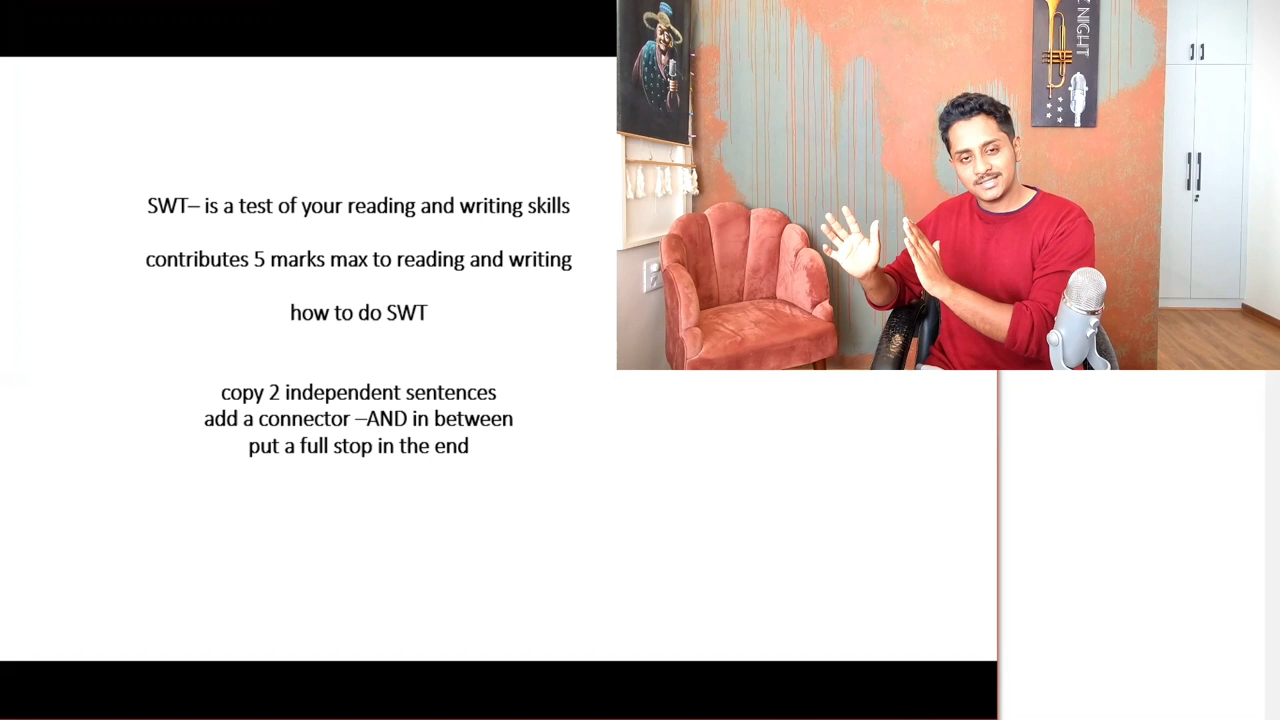 SWT– is a test of your reading and writing skills
contributes 5 marks max to reading and writing
how to do SWT
copy 2 independent sentences
add a connector –AND in between
put a full stop in the end
NIGHT